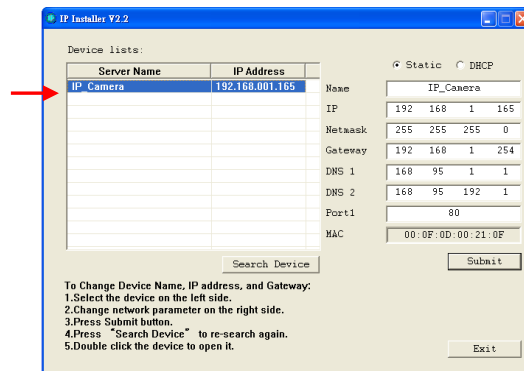 IP Installer V2.2
Device lists:
Server Name IP Address
IP_Camera 192.168.001.165
Static DHCP
Name IP_Camera
IP 192 168 1 165
Netmask 255 255 255 0
Gateway 192 168 1 254
DNS 1 168 95 1 1
DNS 2 168 95 192 1
Port1 80
MAC 00:0F:0D:00:21:0F
Search Device
Submit
To Change Device Name, IP address, and Gateway:
1.Select the device on the left side.
2.Change network parameter on the right side.
3.Press Submit button.
4.Press “Search Device” to re-search again.
5.Double click the device to open it.
Exit